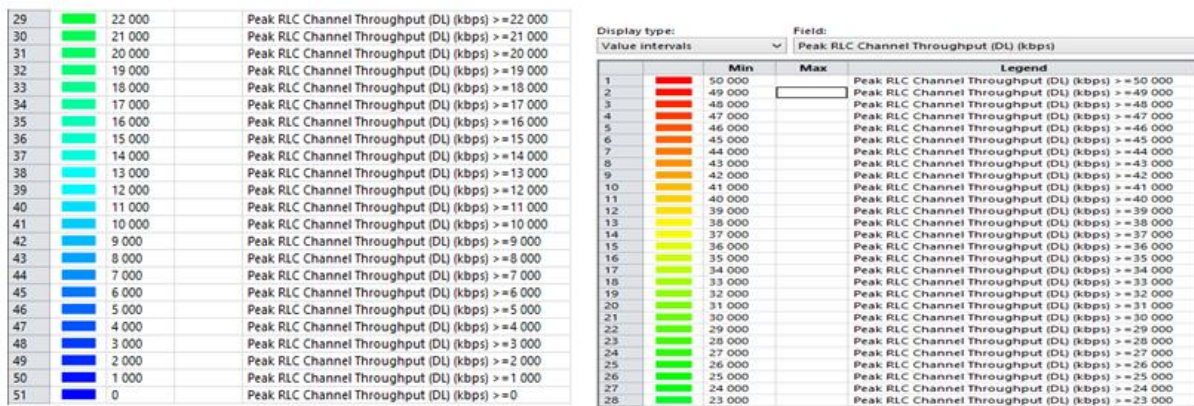 29 22 000 Peak RLC Channel Throughput (DL) (kbps) >=22 000
30 21 000 Peak RLC Channel Throughput (DL) (kbps) >=21 000
31 20 000 Peak RLC Channel Throughput (DL) (kbps) >=20 000
32 19 000 Peak RLC Channel Throughput (DL) (kbps) >=19 000
33 18 000 Peak RLC Channel Throughput (DL) (kbps) >=18 000
34 17 000 Peak RLC Channel Throughput (DL) (kbps) >=17 000
35 16 000 Peak RLC Channel Throughput (DL) (kbps) >=16 000
36 15 000 Peak RLC Channel Throughput (DL) (kbps) >=15 000
37 14 000 Peak RLC Channel Throughput (DL) (kbps) >=14 000
38 13 000 Peak RLC Channel Throughput (DL) (kbps) >=13 000
39 12 000 Peak RLC Channel Throughput (DL) (kbps) >=12 000
40 11 000 Peak RLC Channel Throughput (DL) (kbps) >=11 000
41 10 000 Peak RLC Channel Throughput (DL) (kbps) >=10 000
42 9 000 Peak RLC Channel Throughput (DL) (kbps) >=9 000
43 8 000 Peak RLC Channel Throughput (DL) (kbps) >=8 000
44 7 000 Peak RLC Channel Throughput (DL) (kbps) >=7 000
45 6 000 Peak RLC Channel Throughput (DL) (kbps) >=6 000
46 5 000 Peak RLC Channel Throughput (DL) (kbps) >=5 000
47 4 000 Peak RLC Channel Throughput (DL) (kbps) >=4 000
48 3 000 Peak RLC Channel Throughput (DL) (kbps) >=3 000
49 2 000 Peak RLC Channel Throughput (DL) (kbps) >=2 000
50 1 000 Peak RLC Channel Throughput (DL) (kbps) >=1 000
51 0 Peak RLC Channel Throughput (DL) (kbps) >=0
Display type: Field:
Value intervals Peak RLC Channel Throughput (DL) (kbps)
Min Max Legend
1 50 000 Peak RLC Channel Throughput (DL) (kbps) >=50 000
2 49 000 Peak RLC Channel Throughput (DL) (kbps) >=49 000
3 48 000 Peak RLC Channel Throughput (DL) (kbps) >=48 000
4 47 000 Peak RLC Channel Throughput (DL) (kbps) >=47 000
5 46 000 Peak RLC Channel Throughput (DL) (kbps) >=46 000
6 45 000 Peak RLC Channel Throughput (DL) (kbps) >=45 000
7 44 000 Peak RLC Channel Throughput (DL) (kbps) >=44 000
8 43 000 Peak RLC Channel Throughput (DL) (kbps) >=43 000
9 42 000 Peak RLC Channel Throughput (DL) (kbps) >=42 000
10 41 000 Peak RLC Channel Throughput (DL) (kbps) >=41 000
11 40 000 Peak RLC Channel Throughput (DL) (kbps) >=40 000
12 39 000 Peak RLC Channel Throughput (DL) (kbps) >=39 000
13 38 000 Peak RLC Channel Throughput (DL) (kbps) >=38 000
14 37 000 Peak RLC Channel Throughput (DL) (kbps) >=37 000
15 36 000 Peak RLC Channel Throughput (DL) (kbps) >=36 000
16 35 000 Peak RLC Channel Throughput (DL) (kbps) >=35 000
17 34 000 Peak RLC Channel Throughput (DL) (kbps) >=34 000
18 33 000 Peak RLC Channel Throughput (DL) (kbps) >=33 000
19 32 000 Peak RLC Channel Throughput (DL) (kbps) >=32 000
20 31 000 Peak RLC Channel Throughput (DL) (kbps) >=31 000
21 30 000 Peak RLC Channel Throughput (DL) (kbps) >=30 000
22 29 000 Peak RLC Channel Throughput (DL) (kbps) >=29 000
23 28 000 Peak RLC Channel Throughput (DL) (kbps) >=28 000
24 27 000 Peak RLC Channel Throughput (DL) (kbps) >=27 000
25 26 000 Peak RLC Channel Throughput (DL) (kbps) >=26 000
26 25 000 Peak RLC Channel Throughput (DL) (kbps) >=25 000
27 24 000 Peak RLC Channel Throughput (DL) (kbps) >=24 000
28 23 000 Peak RLC Channel Throughput (DL) (kbps) >=23 000